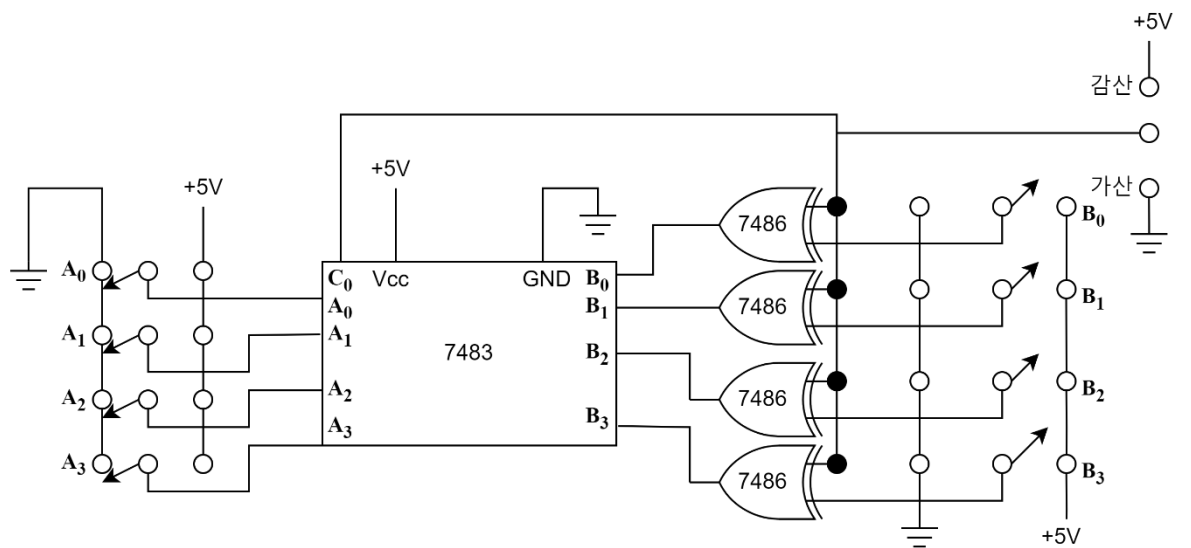 +5V
감산
가산
+5V
+5V
A0
A1
A2
A3
C0
Vcc
GND
A0
A1
A2
A3
7483
B0
B1
B2
B3
7486
7486
7486
7486
B0
B1
B2
B3
+5V